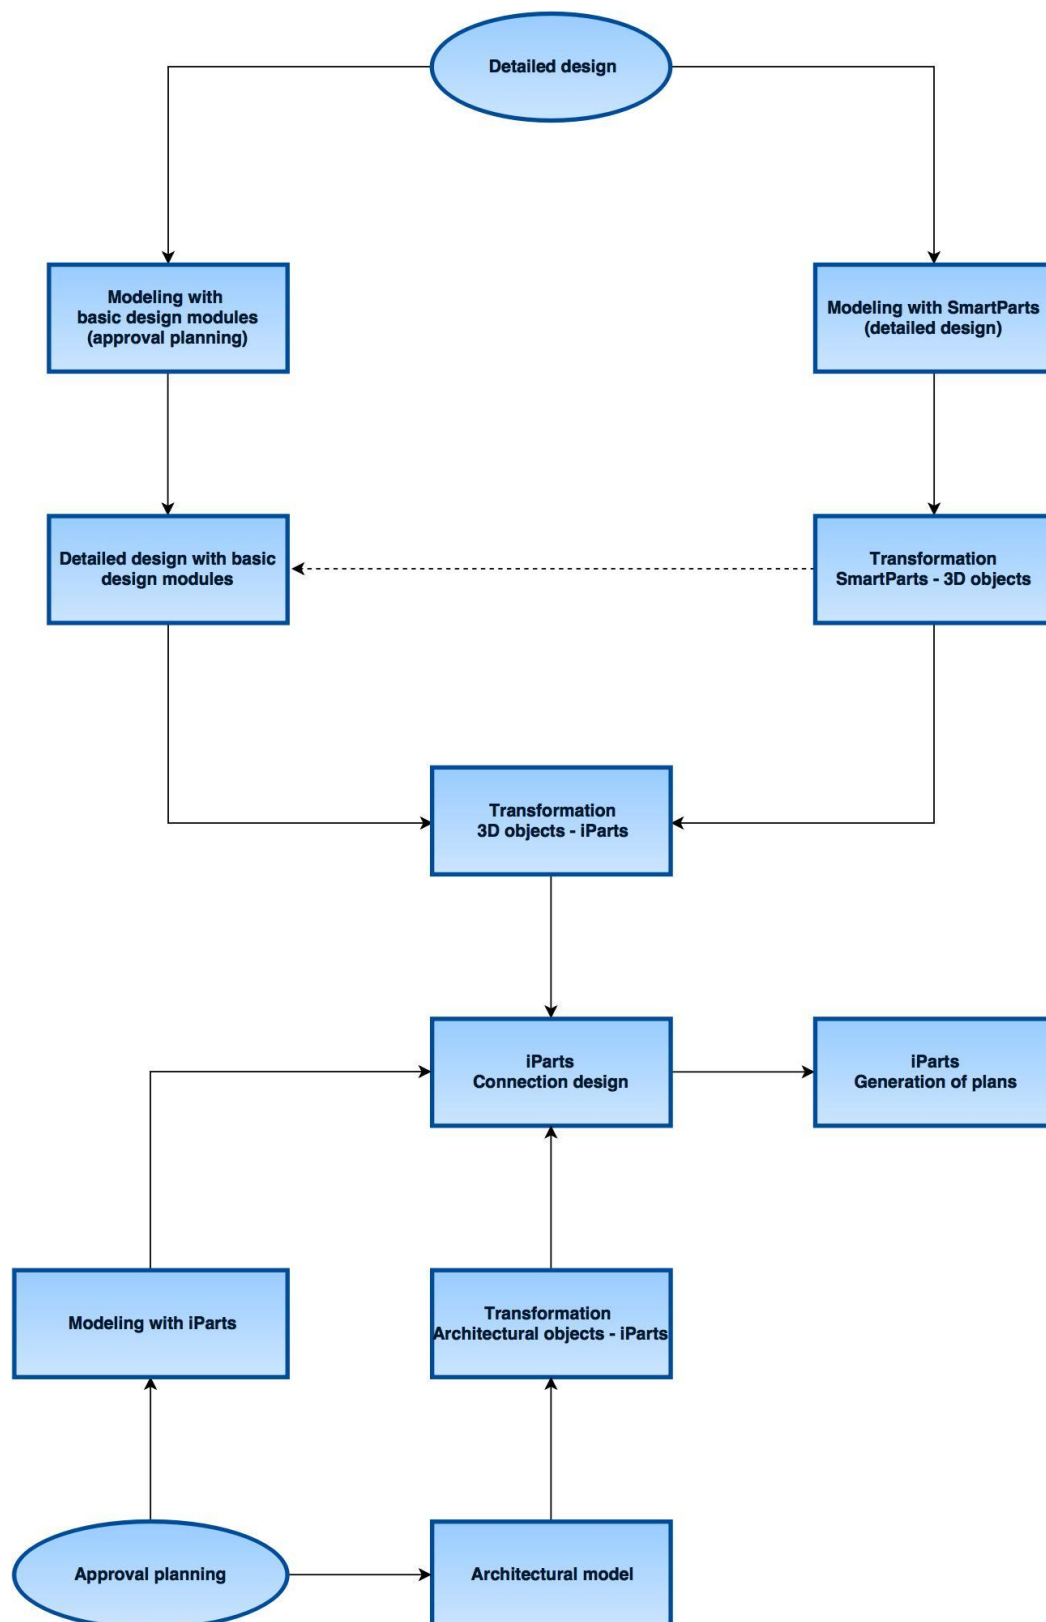 Detailed design
Modeling with
basic design modules
(approval planning)
Modeling with SmartParts
(detailed design)
Detailed design with basic
design modules
Transformation
SmartParts - 3D objects
Transformation
3D objects - iParts
iParts
Connection design
iParts
Generation of plans
Modeling with iParts
Transformation
Architectural objects - iParts
Approval planning
Architectural model